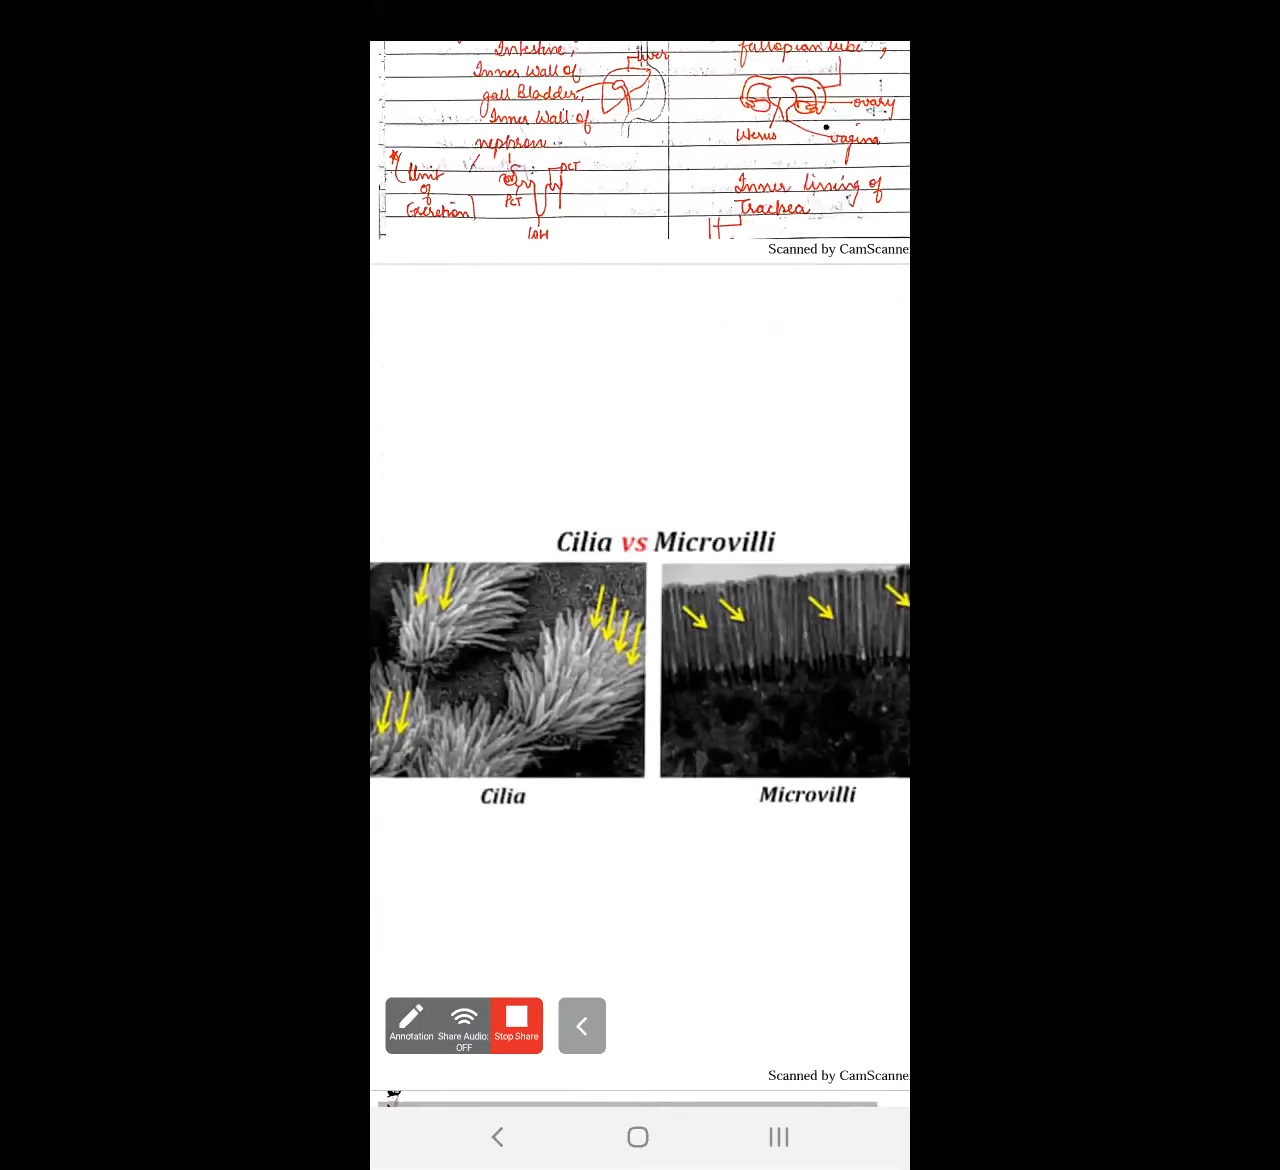 Intestine,
Inner Wall of
gall Bladder,
Inner Wall of
nephron
liver
(Unit
of
Excretion)
PCT
DCT
fallopian tube,
ovary
Uterus
vagina
Inner lining of
Trachea
Scanned by CamScanne
Cilia vs Microvilli
Cilia
Microvilli
Annotation
Share Audio:
OFF
Stop Share
Scanned by CamScanne